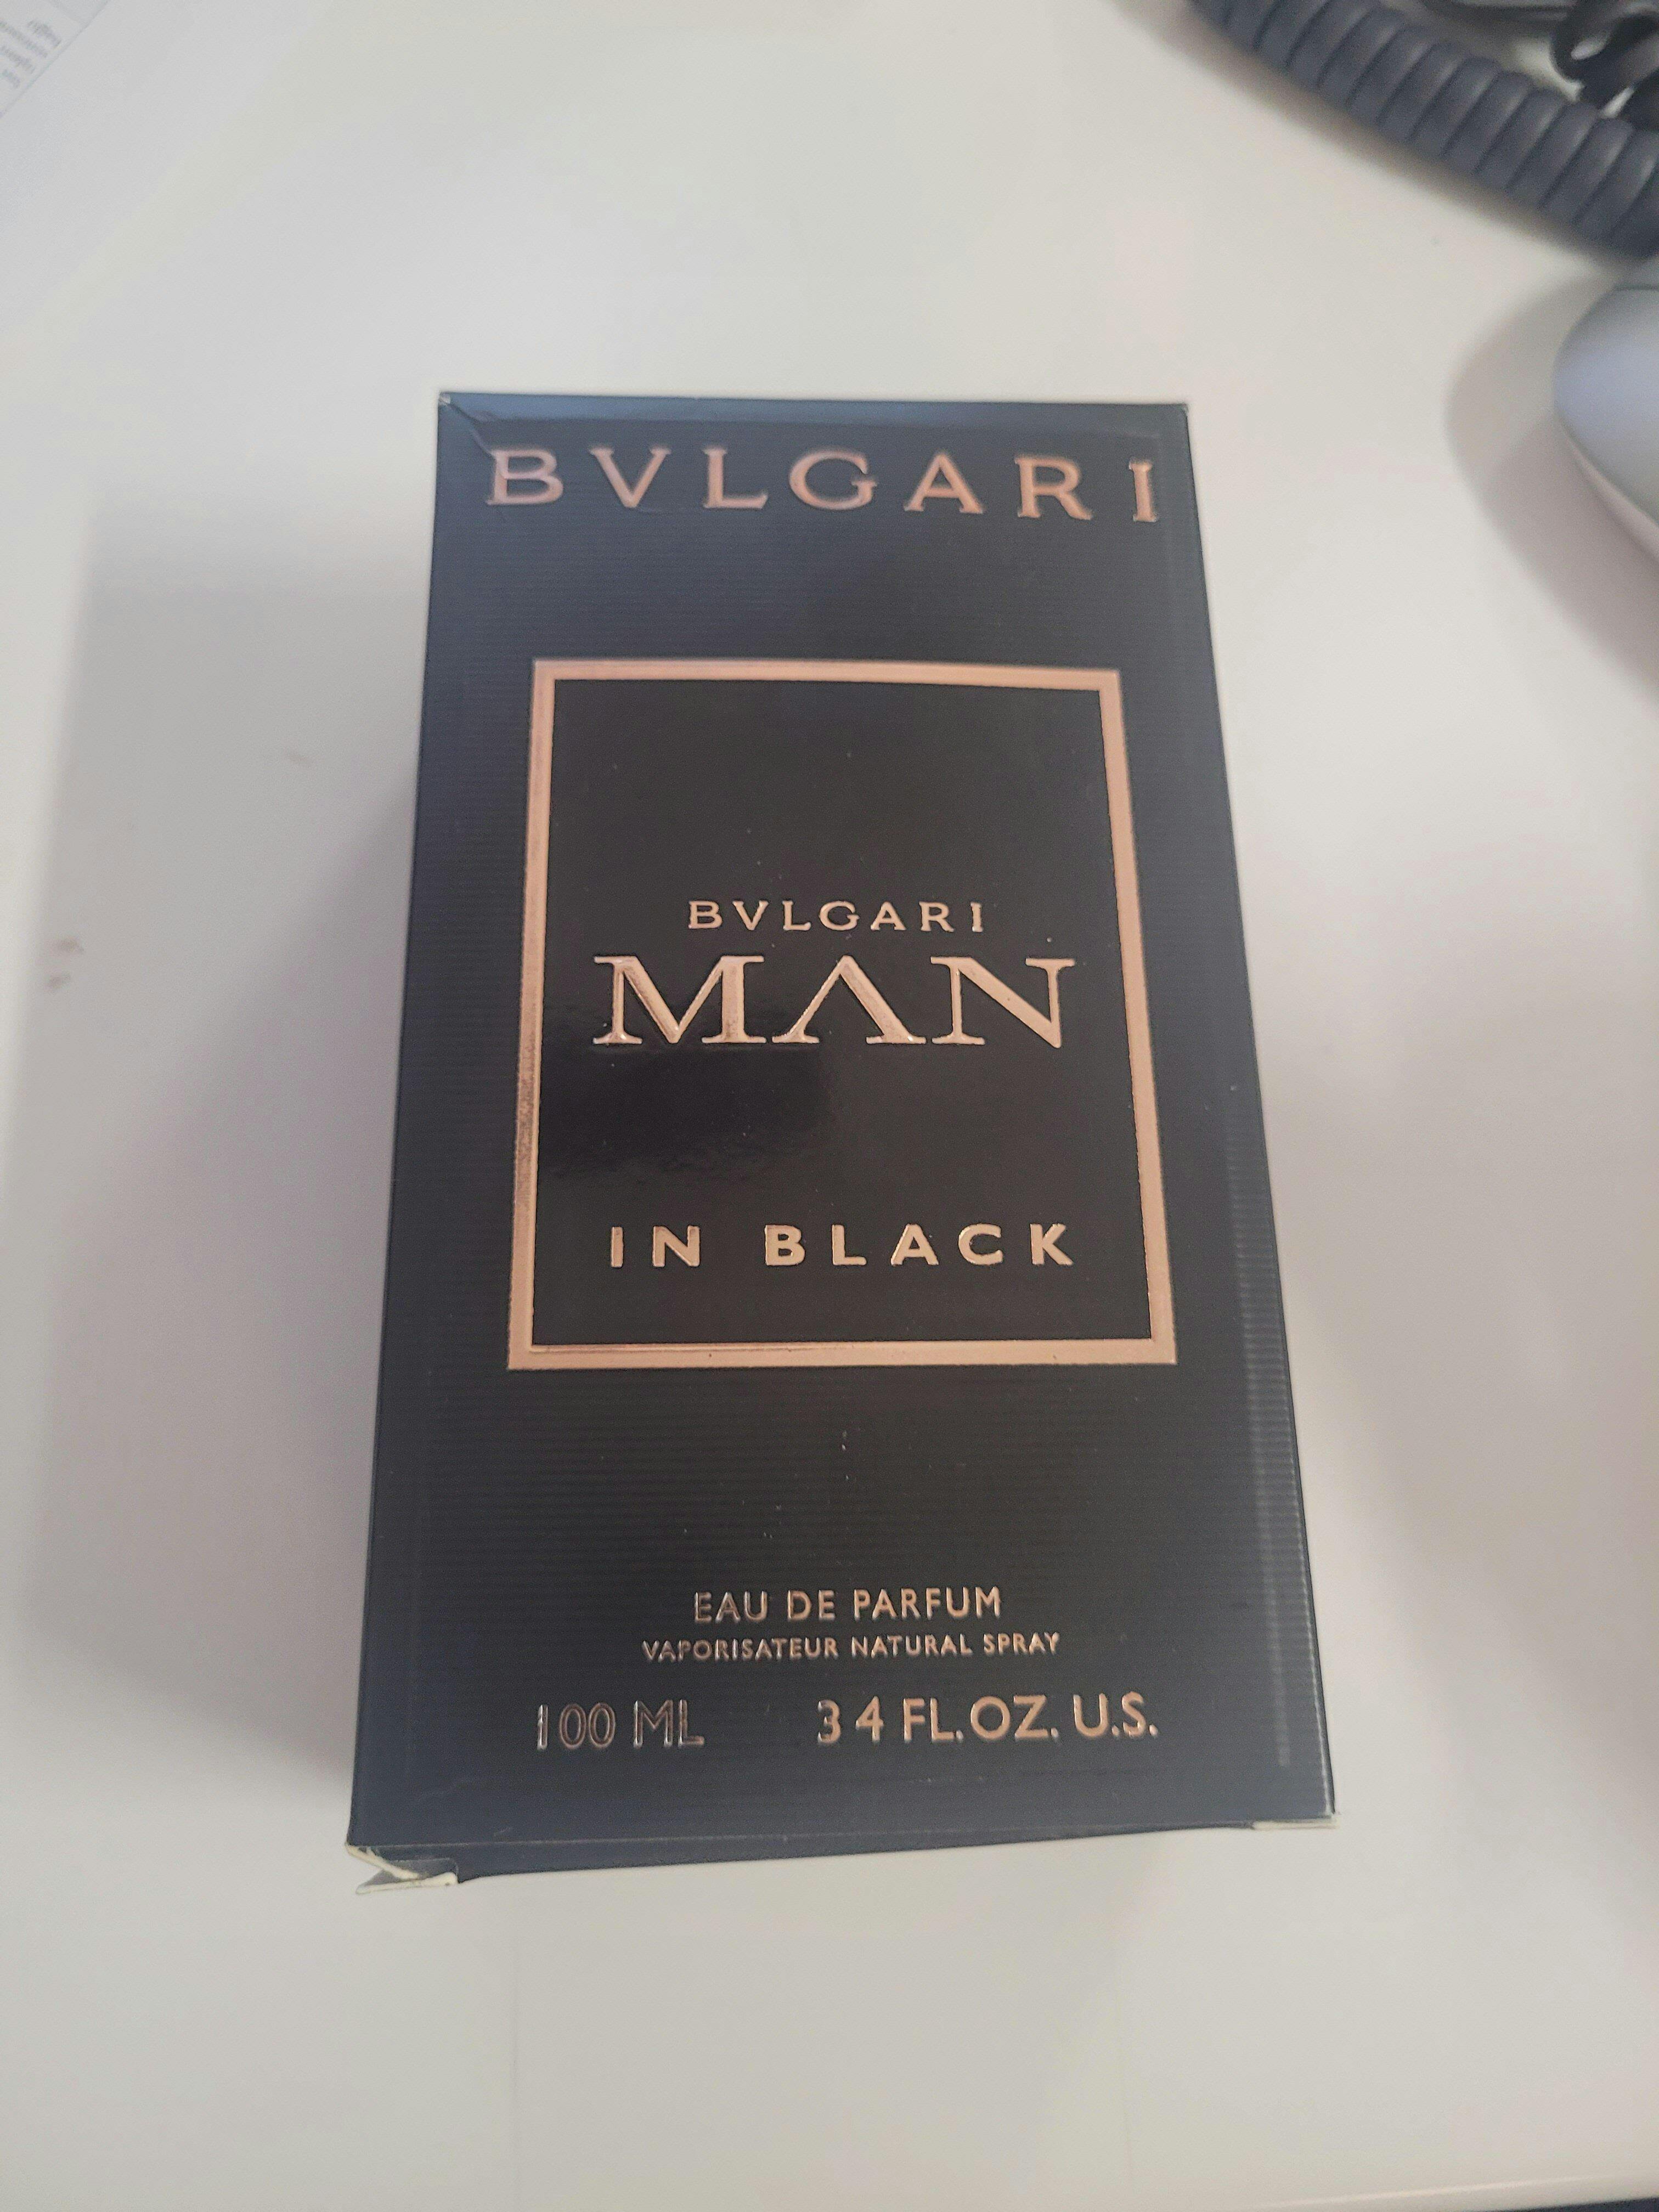 BVLGARI
BVLGARI
MAN
IN BLACK
EAU DE PARFUM
VAPORISATEUR NATURAL SPRAY
100 ML 3 4 FL. OZ. U.S.